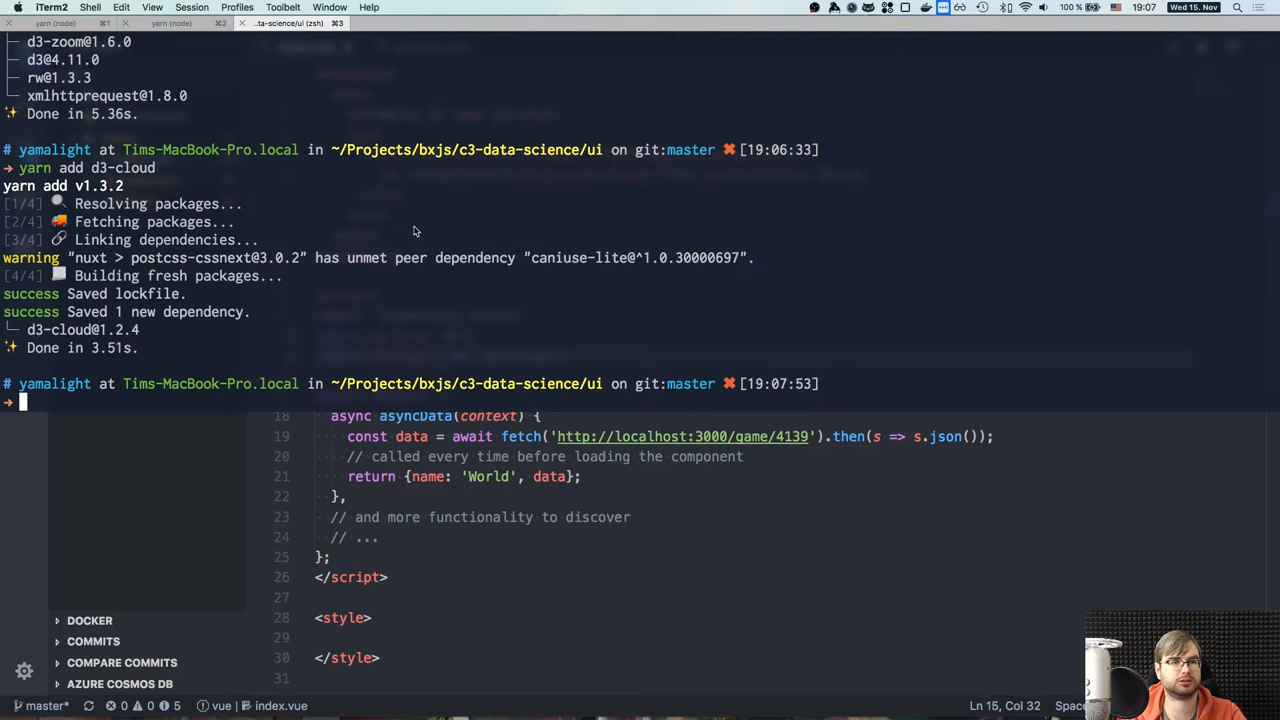 iTerm2 Shell Edit View Session Profiles Toolbelt Window Help 100 % 19:07 Wed 15. Nov
yarn (node) ⌘1 yarn (node) ⌘2 ..ta-science/ui (zsh) ⌘3
├─ d3-zoom@1.6.0
├─ d3@4.11.0
├─ rw@1.3.3
└─ xmlhttprequest@1.8.0
✨ Done in 5.36s.
# yamalight at Tims-MacBook-Pro.local in ~/Projects/bxjs/c3-data-science/ui on git:master ✖ [19:06:33]
→ yarn add d3-cloud
yarn add v1.3.2
[1/4] 🔍 Resolving packages...
[2/4] 🚚 Fetching packages...
[3/4] 🔗 Linking dependencies...
warning "nuxt > postcss-cssnext@3.0.2" has unmet peer dependency "caniuse-lite@^1.0.30000697".
[4/4] 📃 Building fresh packages...
success Saved lockfile.
success Saved 1 new dependency.
└─ d3-cloud@1.2.4
✨ Done in 3.51s.
# yamalight at Tims-MacBook-Pro.local in ~/Projects/bxjs/c3-data-science/ui on git:master ✖ [19:07:53]
→
18 async asyncData(context) {
19 const data = await fetch('http://localhost:3000/game/4139').then(s => s.json());
20 // called every time before loading the component
21 return {name: 'World', data};
22 },
23 // and more functionality to discover
24 // ...
25 };
26 </script>
27
28 <style>
29
30 </style>
31
DOCKER
COMMITS
COMPARE COMMITS
AZURE COSMOS DB
master* 0 0 5 vue index.vue Ln 15, Col 32